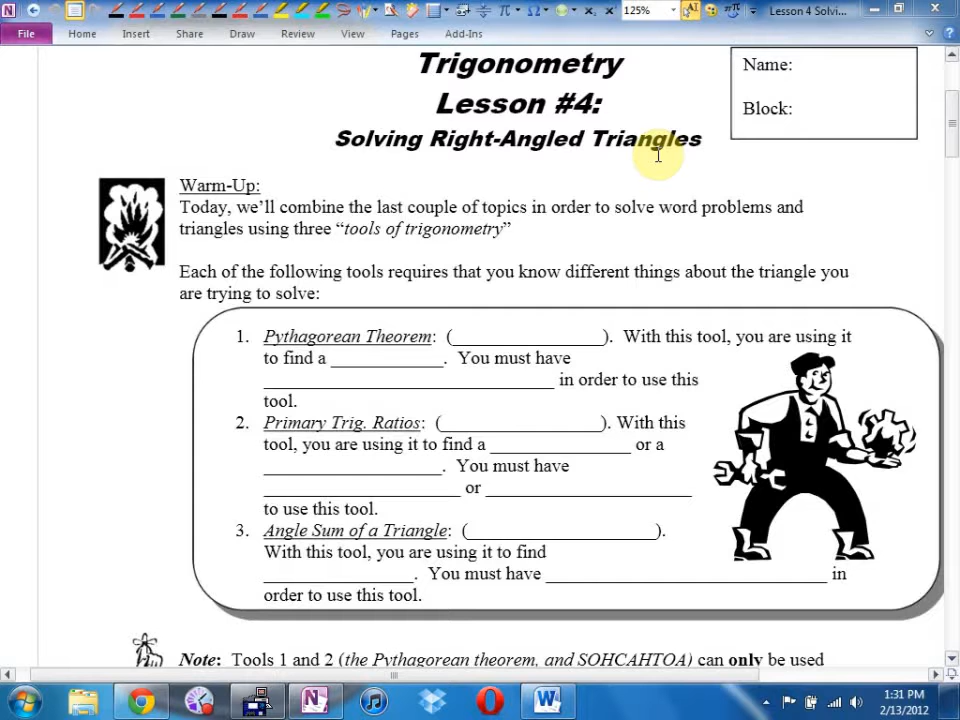 125%
Lesson 4 Solvi...
File Home Insert Share Draw Review View Pages Add-Ins
Trigonometry
Lesson #4:
Solving Right-Angled Triangles
Name:
Block:
Warm-Up:
Today, we'll combine the last couple of topics in order to solve word problems and
triangles using three “tools of trigonometry”
Each of the following tools requires that you know different things about the triangle you
are trying to solve:
1. Pythagorean Theorem: (________________). With this tool, you are using it
to find a ____________. You must have
______________________________ in order to use this
tool.
2. Primary Trig. Ratios: (_________________). With this
tool, you are using it to find a _______________ or a
___________________. You must have
_____________________ or ______________________
to use this tool.
3. Angle Sum of a Triangle: (____________________).
With this tool, you are using it to find
________________. You must have ______________________________ in
order to use this tool.
Note: Tools 1 and 2 (the Pythagorean theorem, and SOHCAHTOA) can only be used
1:31 PM
2/13/2012